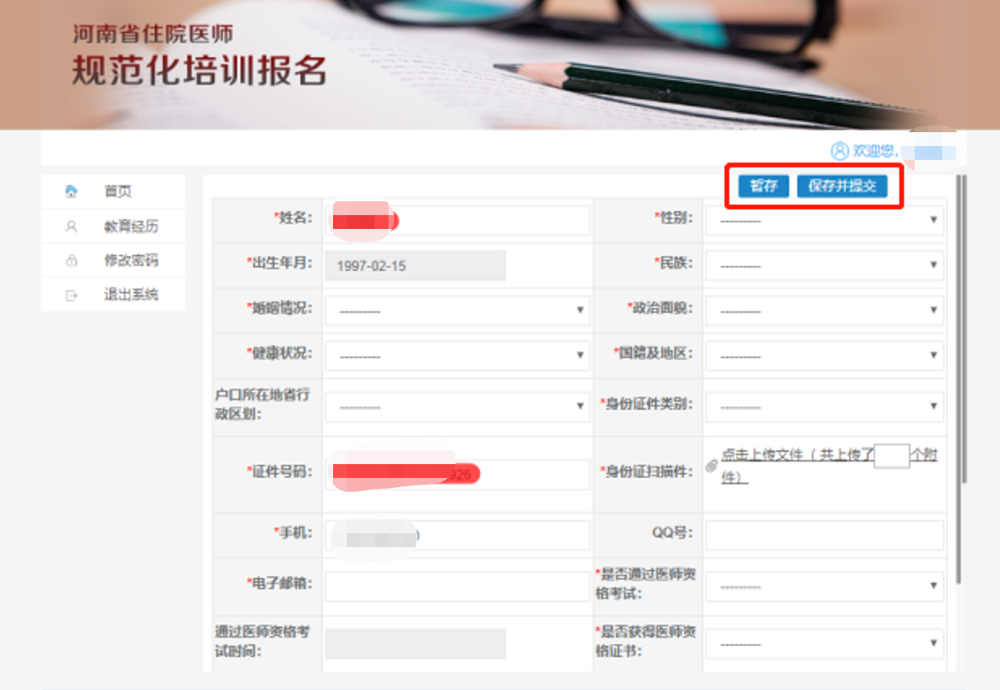 河南省住院医师
规范化培训报名
欢迎您,
首页
教育经历
修改密码
退出系统
暂存 保存并提交
*姓名: *性别: ---------
*出生年月: 1997-02-15 *民族: ---------
*婚姻情况: --------- *政治面貌: ---------
*健康状况: --------- *国籍及地区: ---------
户口所在地省行
政区划: --------- *身份证件类别: ---------
*证件号码: 926 *身份证扫描件: 点击上传文件(共上传了 个附
件)
*手机: QQ号:
*电子邮箱: *是否通过医师资
格考试: ---------
通过医师资格考
试时间: *是否获得医师资
格证书: ---------